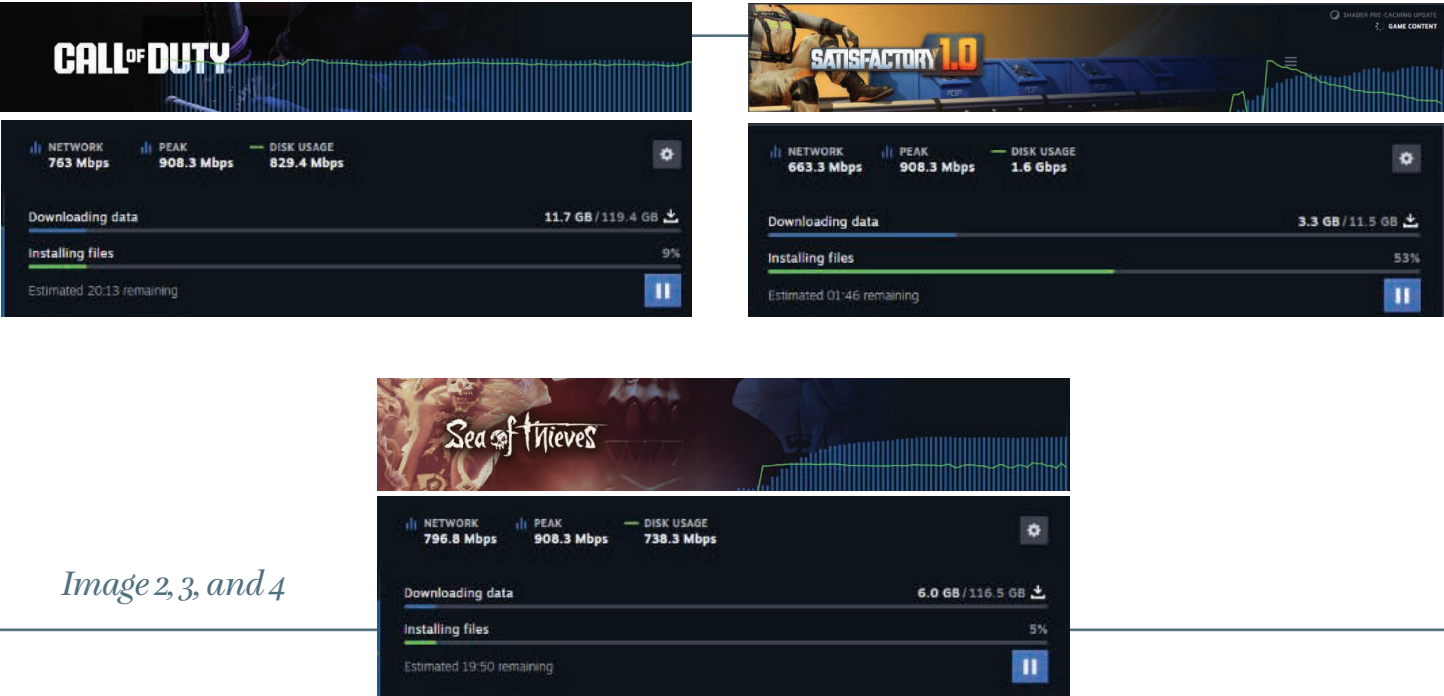 CALL OF DUTY
NETWORK
763 Mbps
PEAK
908.3 Mbps
DISK USAGE
829.4 Mbps
Downloading data
11.7 GB/119.4 GB
Installing files
9%
Estimated 20:13 remaining
SATISFACTORY 1.0
SHADER PRE-CACHING UPDATE
GAME CONTENT
NETWORK
663.3 Mbps
PEAK
908.3 Mbps
DISK USAGE
1.6 Gbps
Downloading data
3.3 GB/11.5 GB
Installing files
53%
Estimated 01:46 remaining
Sea of Thieves
NETWORK
796.8 Mbps
PEAK
908.3 Mbps
DISK USAGE
738.3 Mbps
Downloading data
6.0 GB/116.5 GB
Installing files
5%
Estimated 19:50 remaining
Image 2, 3, and 4